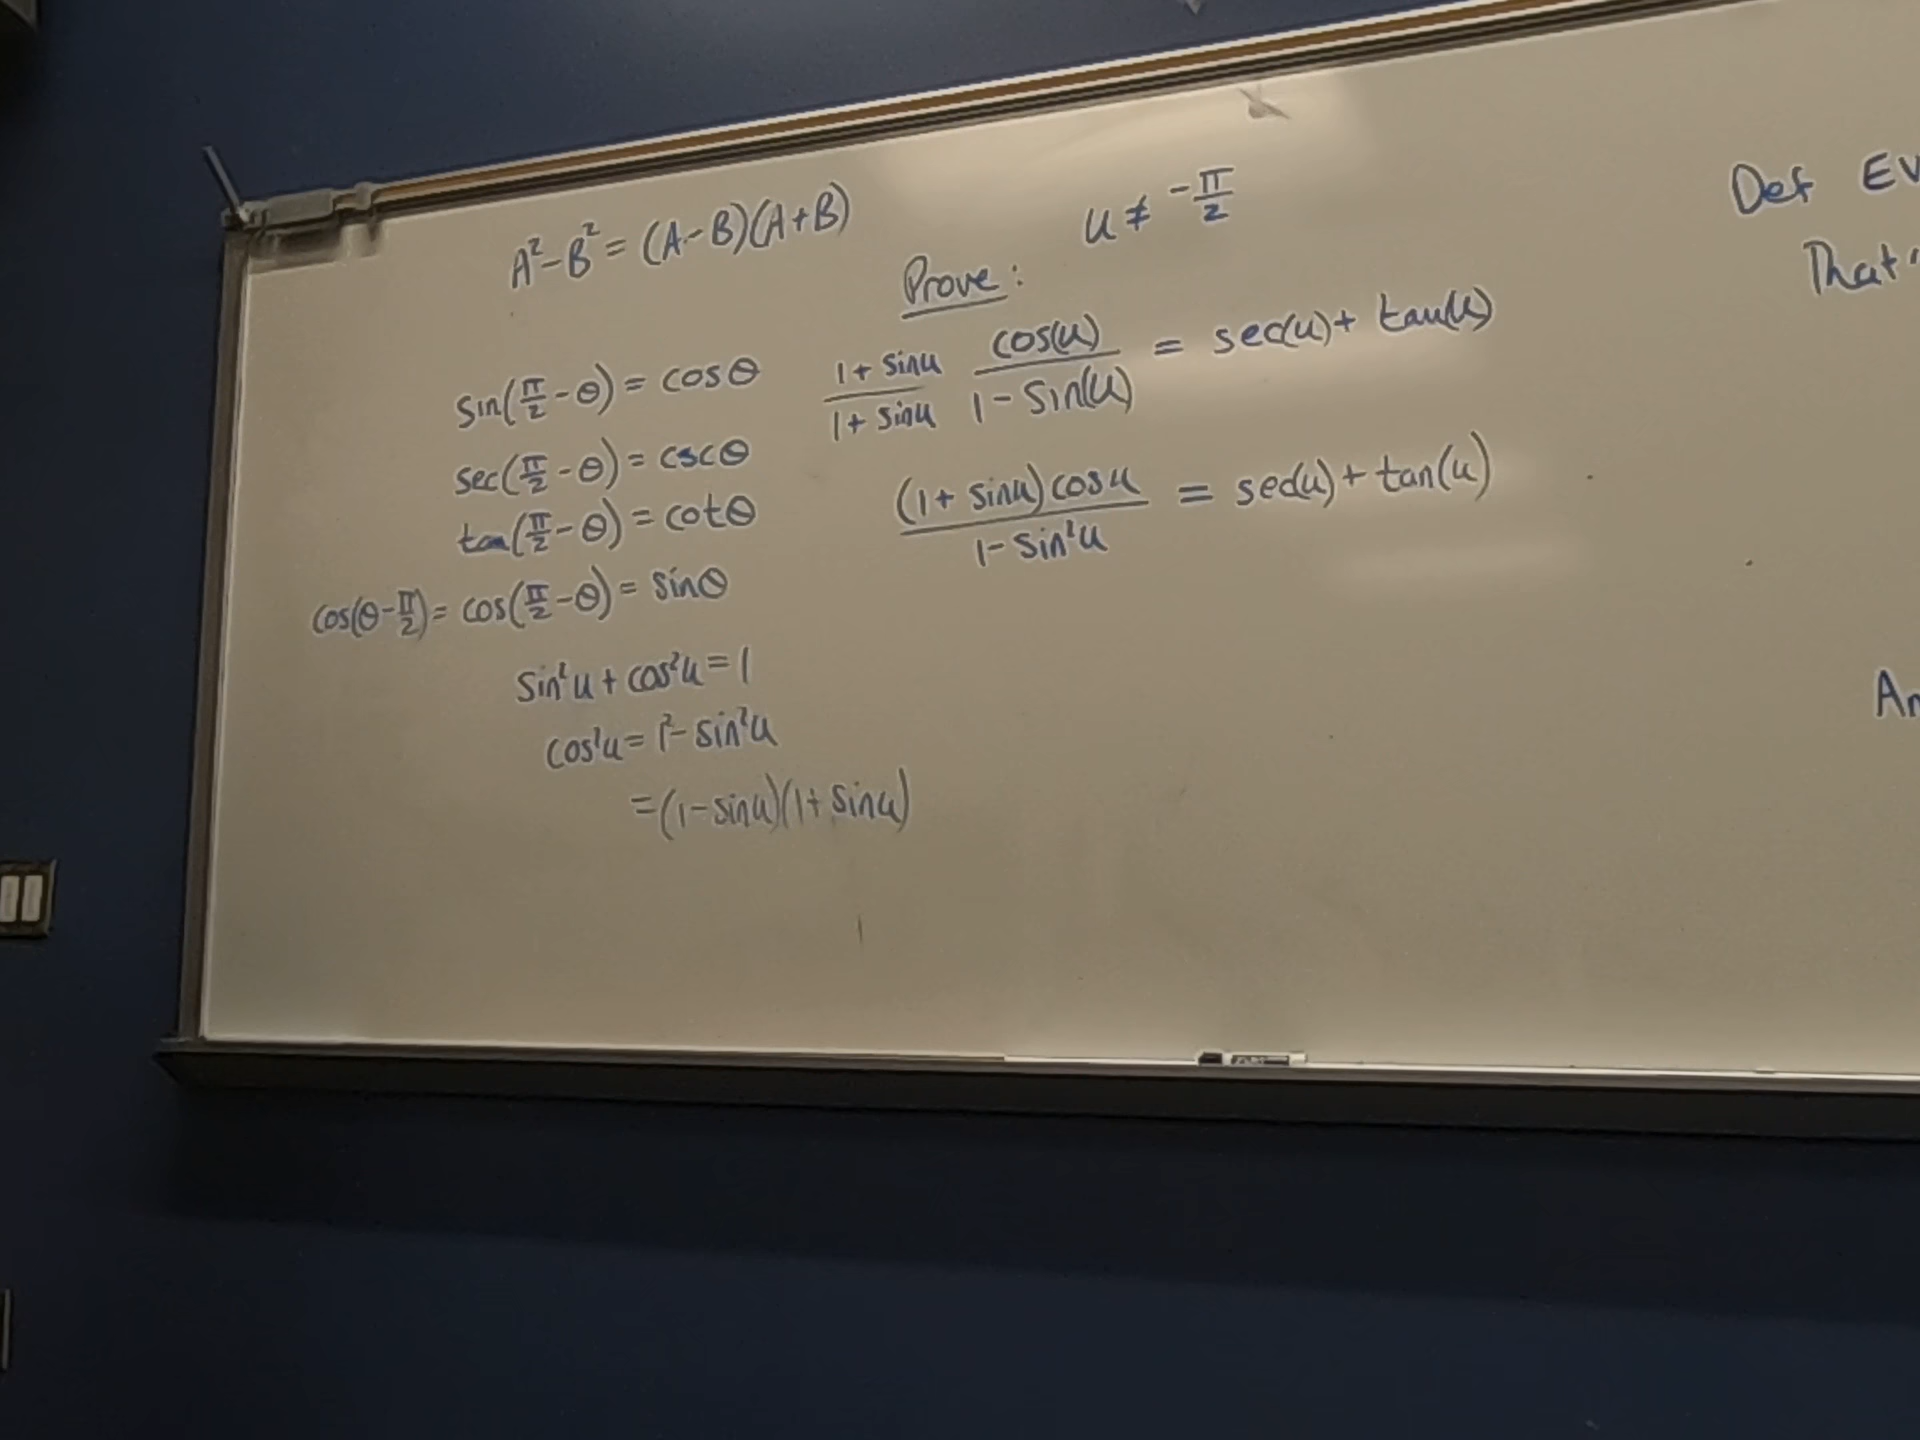 A² - B² = (A - B)(A + B)
sin(π/2 - θ) = cos θ
sec(π/2 - θ) = csc θ
tan(π/2 - θ) = cot θ
cos(θ - π/2) = cos(π/2 - θ) = sin θ
sin²u + cos²u = 1
cos²u = 1² - sin²u
= (1 - sin u)(1 + sin u)
u ≠ -π/2
Prove:
(1 + sin u)/(1 + sin u) cos(u)/(1 - sin(u)) = sec(u) + tan(u)
(1 + sin u) cos u/(1 - sin²u) = sec(u) + tan(u)
Def Ev
That'
An